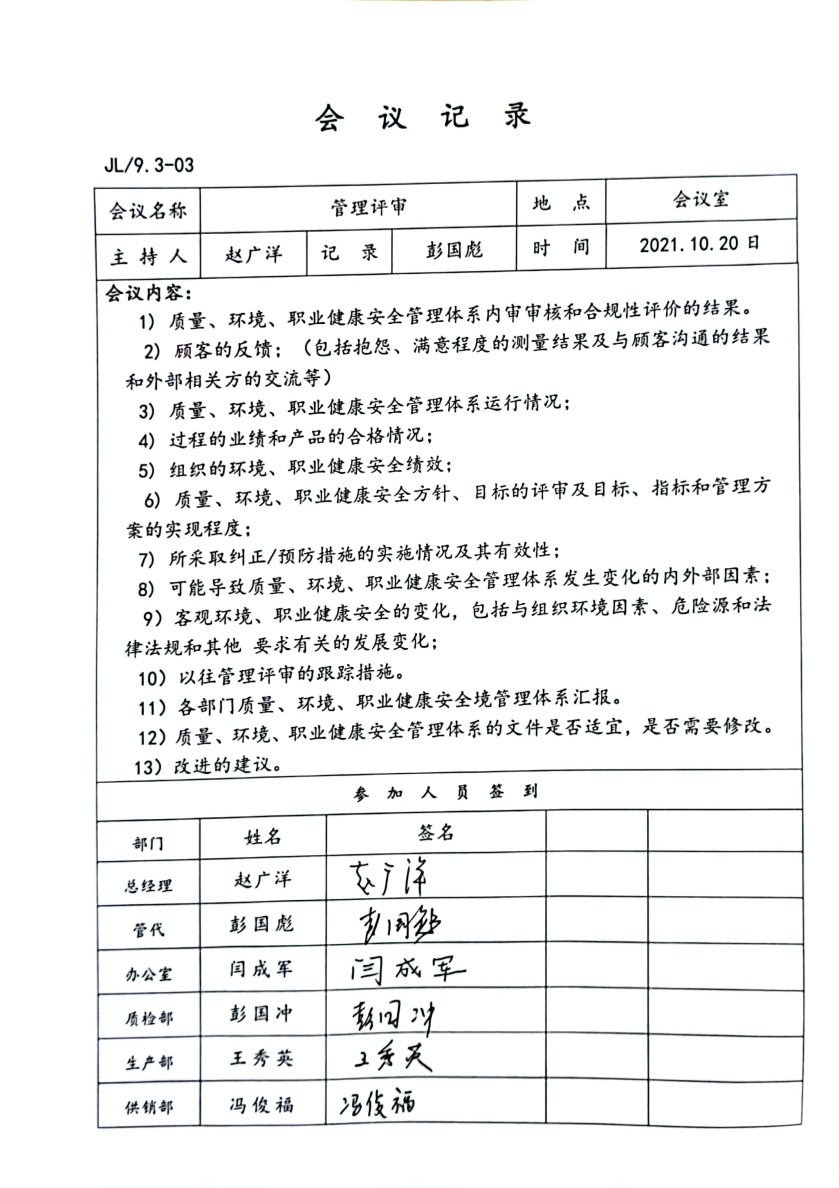 会 议 记 录
JL/9.3-03
会议名称 管理评审 地 点 会议室
主 持 人 赵广洋 记 录 彭国彪 时 间 2021.10.20 日
会议内容：
1) 质量、环境、职业健康安全管理体系内审审核和合规性评价的结果。
2) 顾客的反馈；（包括抱怨、满意程度的测量结果及与顾客沟通的结果
和外部相关方的交流等）
3) 质量、环境、职业健康安全管理体系运行情况；
4) 过程的业绩和产品的合格情况；
5) 组织的环境、职业健康安全绩效；
6) 质量、环境、职业健康安全方针、目标的评审及目标、指标和管理方
案的实现程度；
7) 所采取纠正/预防措施的实施情况及其有效性；
8) 可能导致质量、环境、职业健康安全管理体系发生变化的内外部因素；
9) 客观环境、职业健康安全的变化，包括与组织环境因素、危险源和法
律法规和其他 要求有关的发展变化；
10) 以往管理评审的跟踪措施。
11) 各部门质量、环境、职业健康安全境管理体系汇报。
12) 质量、环境、职业健康安全管理体系的文件是否适宜，是否需要修改。
13) 改进的建议。
参 加 人 员 签 到
部门 姓名 签名
总经理 赵广洋 赵广洋
管代 彭国彪 彭国彪
办公室 闫成军 闫成军
质检部 彭国冲 彭国冲
生产部 王秀英 王秀英
供销部 冯俊福 冯俊福